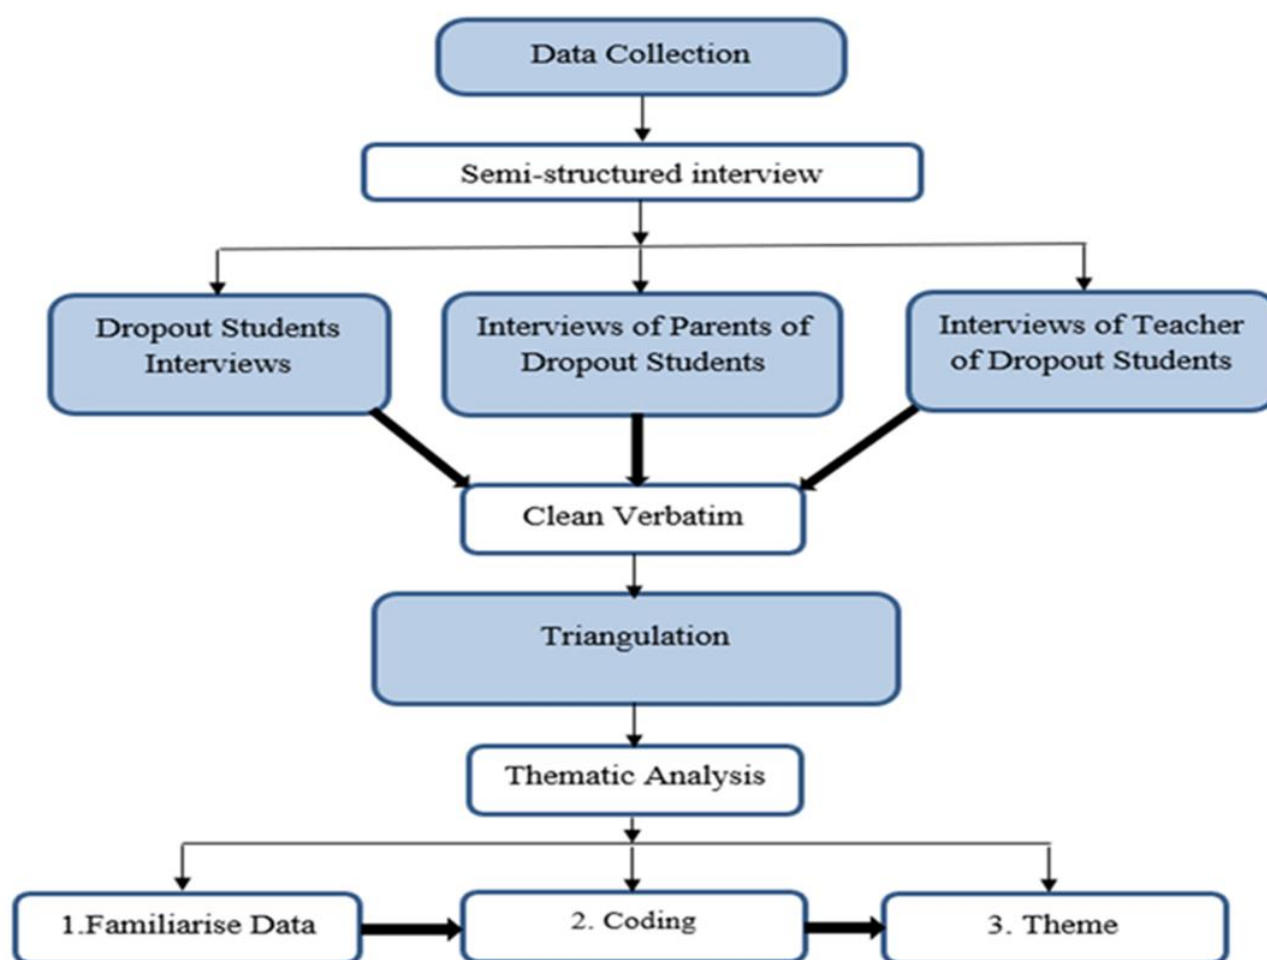 Data Collection
Semi-structured interview
Dropout Students
Interviews
Interviews of Parents of
Dropout Students
Interviews of Teacher
of Dropout Students
Clean Verbatim
Triangulation
Thematic Analysis
1.Familiarise Data
2. Coding
3. Theme